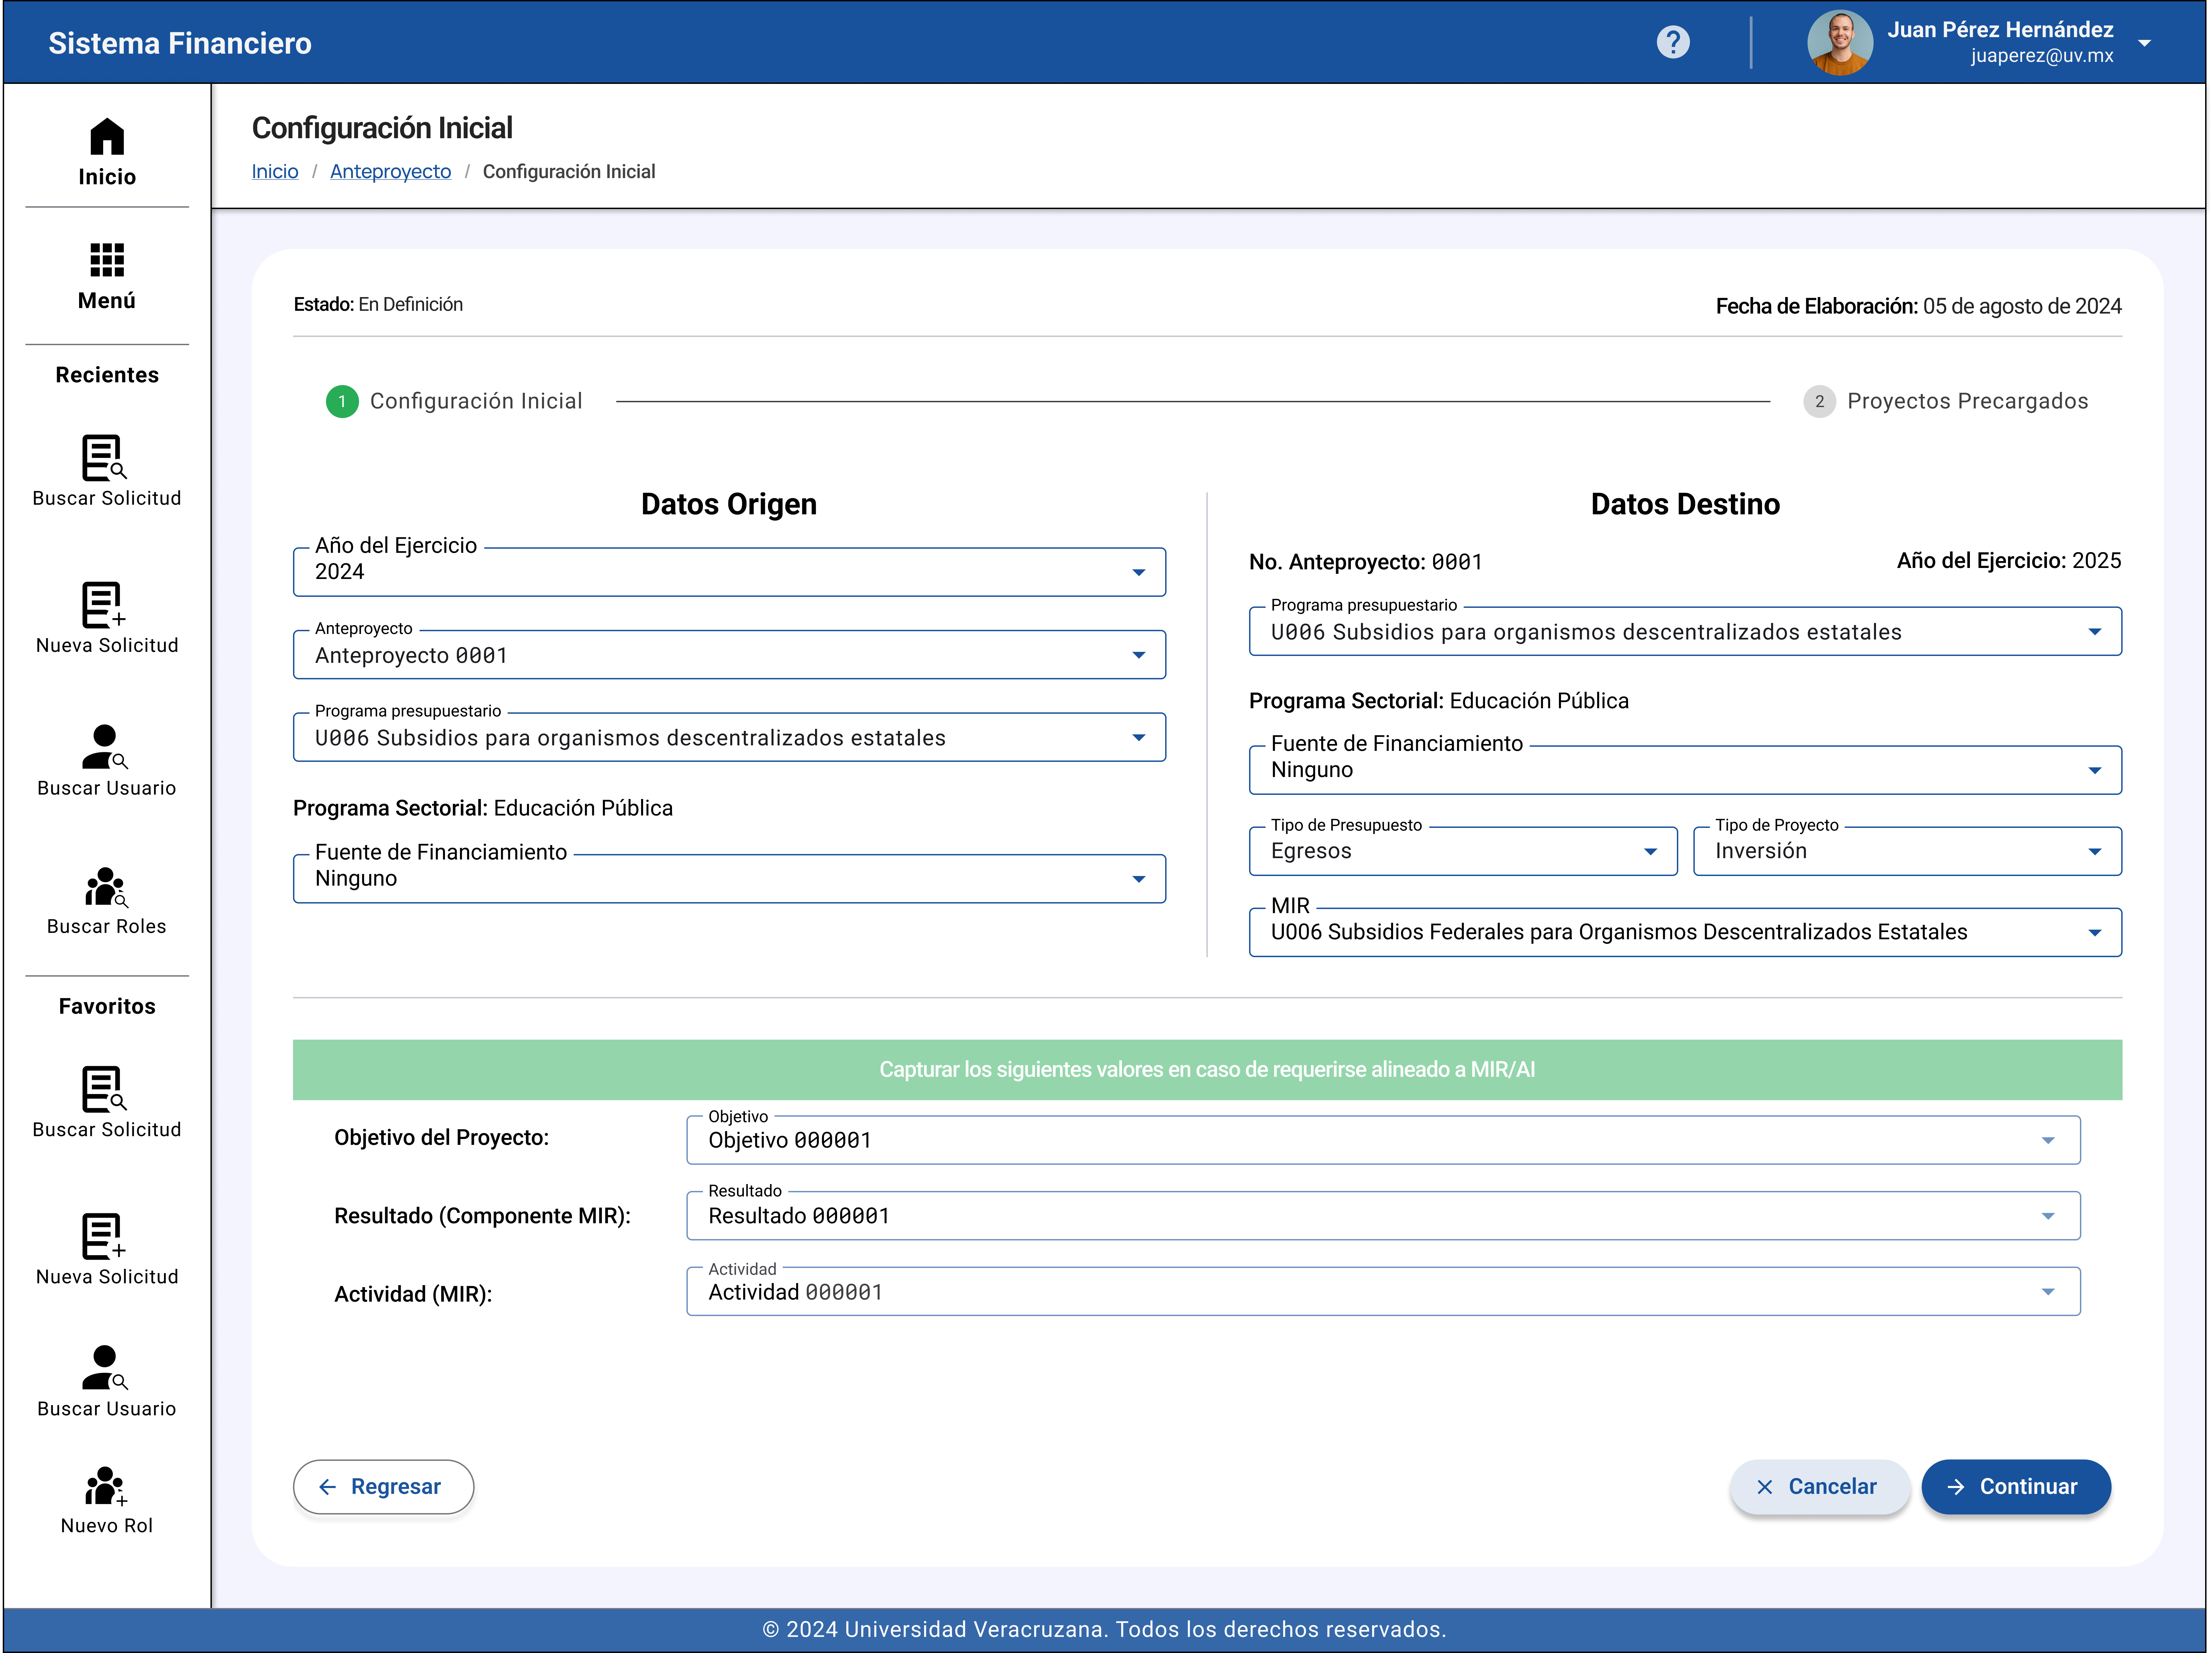 Sistema Financiero
?
Juan Pérez Hernández
juaperez@uv.mx
Inicio
Menú
Recientes
Buscar Solicitud
Nueva Solicitud
Buscar Usuario
Buscar Roles
Favoritos
Buscar Solicitud
Nueva Solicitud
Buscar Usuario
Nuevo Rol
Configuración Inicial
Inicio / Anteproyecto / Configuración Inicial
Estado: En Definición
Fecha de Elaboración: 05 de agosto de 2024
1 Configuración Inicial
2 Proyectos Precargados
Datos Origen
Año del Ejercicio
2024
Anteproyecto
Anteproyecto 0001
Programa presupuestario
U006 Subsidios para organismos descentralizados estatales
Programa Sectorial: Educación Pública
Fuente de Financiamiento
Ninguno
Datos Destino
No. Anteproyecto: 0001
Año del Ejercicio: 2025
Programa presupuestario
U006 Subsidios para organismos descentralizados estatales
Programa Sectorial: Educación Pública
Fuente de Financiamiento
Ninguno
Tipo de Presupuesto
Egresos
Tipo de Proyecto
Inversión
MIR
U006 Subsidios Federales para Organismos Descentralizados Estatales
Capturar los siguientes valores en caso de requerirse alineado a MIR/AI
Objetivo del Proyecto:
Objetivo
Objetivo 000001
Resultado (Componente MIR):
Resultado
Resultado 000001
Actividad (MIR):
Actividad
Actividad 000001
Regresar
Cancelar
Continuar
© 2024 Universidad Veracruzana. Todos los derechos reservados.